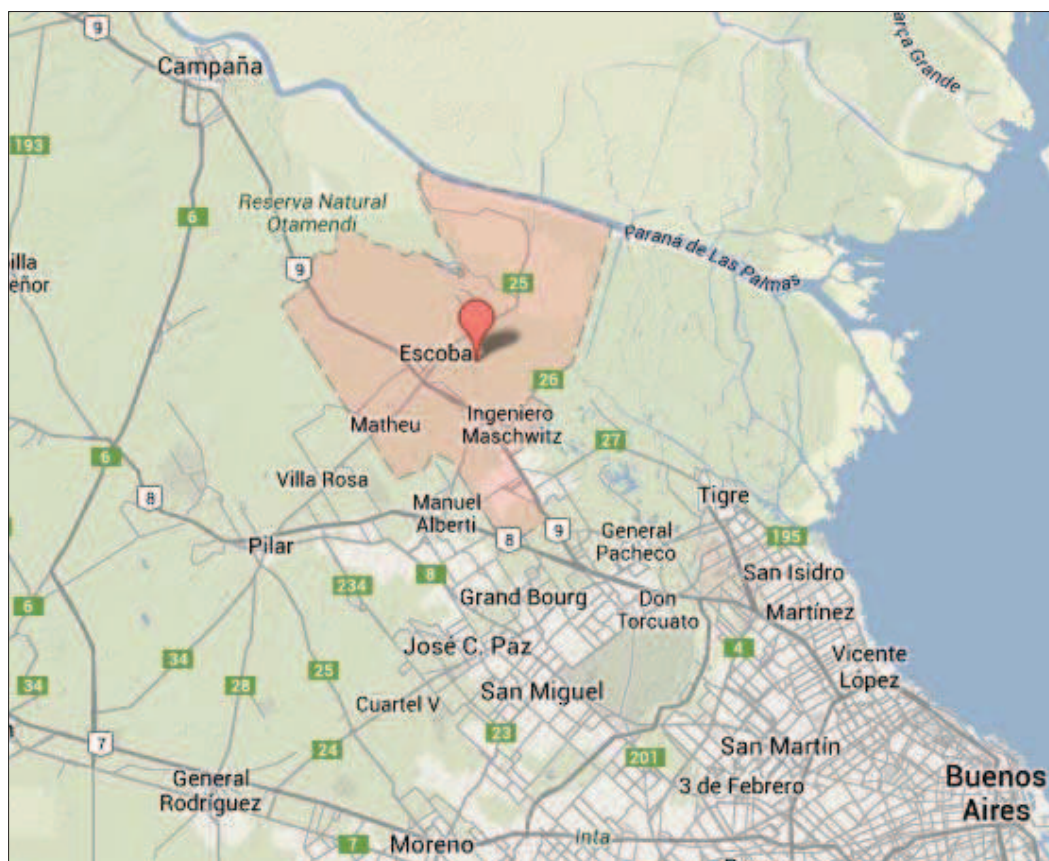 9
Campaña
arça Grande
193
Reserva Natural
Otamendi
6
Paraná de Las Palmas
illa
eñor
9
25
Escoba
26
Matheu
Ingeniero
Maschwitz
27
6
8
Villa Rosa
Manuel
Alberti
Tigre
9
General
Pacheco
195
8
Pilar
8
San Isidro
234
Grand Bourg
Don
Torcuato
Martínez
6
José C. Paz
4
Vicente
López
34
25
34
28
San Miguel
Cuartel V
23
7
24
201
San Martín
General
Rodríguez
3 de Febrero
Buenos
Aires
7
Moreno
Inta